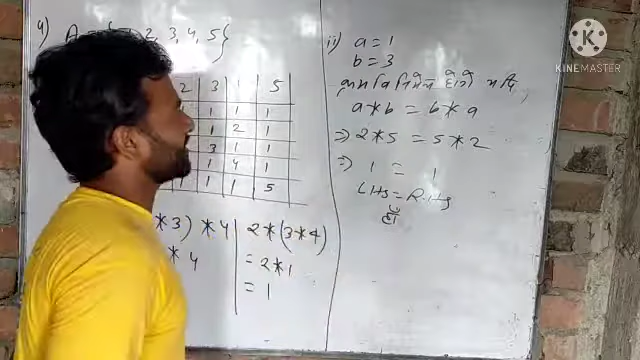 4)
2, 3, 4, 5}
2 3 5
1 1 1
1 2 1
3 1 1
1 4 1
1 1 1 5
*3) *4
* 4
2*(3*4)
= 2*1
= 1
ii) a=1
b=3
a*b = b*a
⇒ 2*5 = 5*2
⇒ 1 = 1
LHS = R.HS
हाँ
KINEMASTER